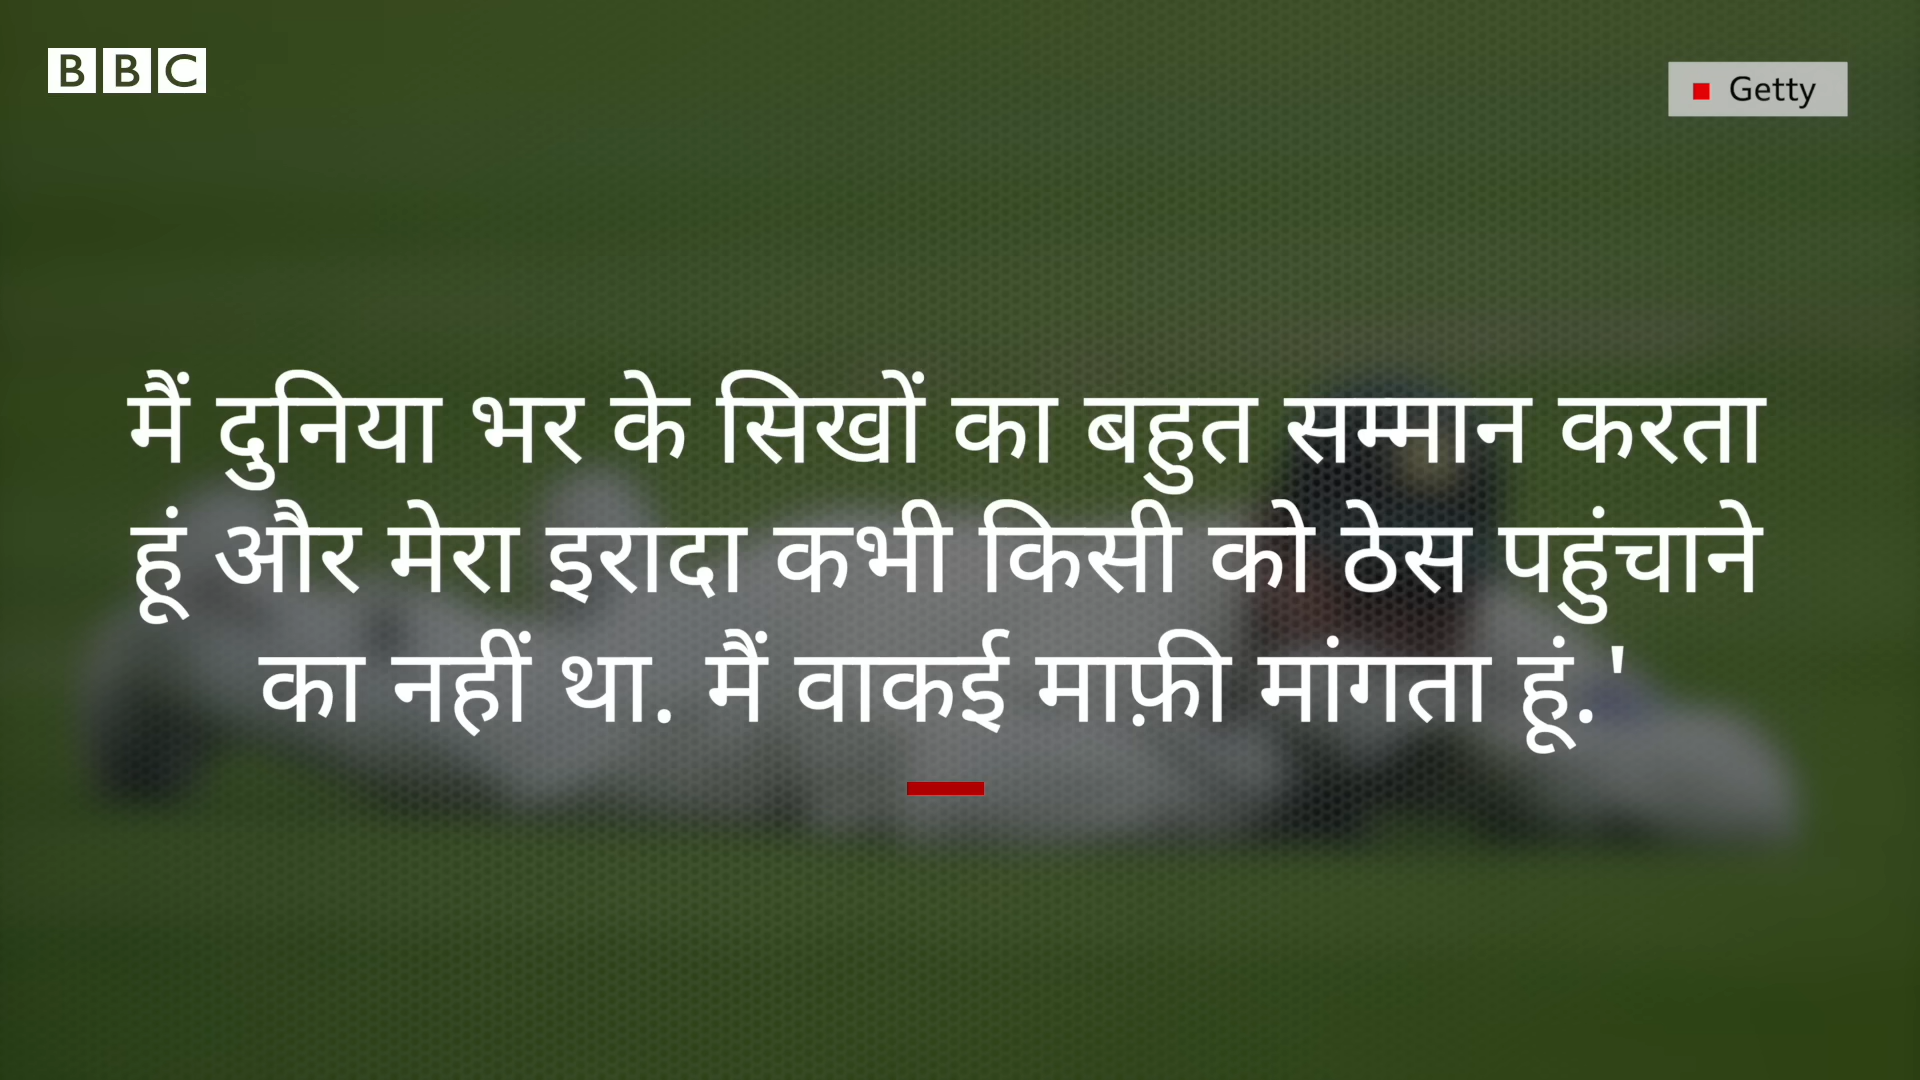 BBC
Getty
मैं दुनिया भर के सिखों का बहुत सम्मान करता
हूं और मेरा इरादा कभी किसी को ठेस पहुंचाने
का नहीं था. मैं वाकई माफ़ी मांगता हूं.'